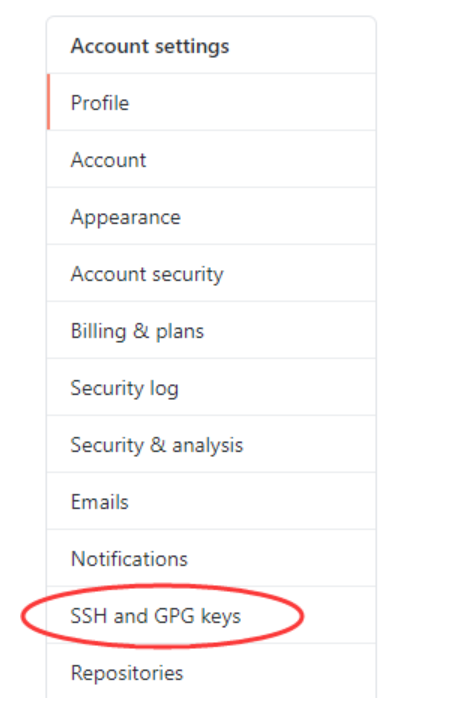 Account settings
Profile
Account
Appearance
Account security
Billing & plans
Security log
Security & analysis
Emails
Notifications
SSH and GPG keys
Repositories